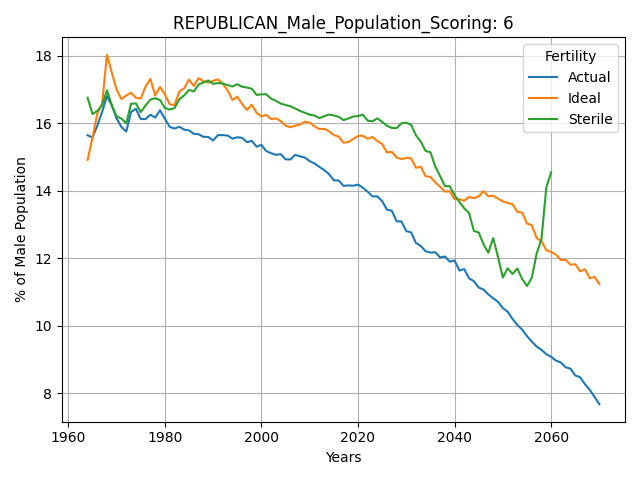 REPUBLICAN_Male_Population_Scoring: 6
Fertility
Actual
Ideal
Sterile
% of Male Population
18
16
14
12
10
8
1960 1980 2000 2020 2040 2060
Years